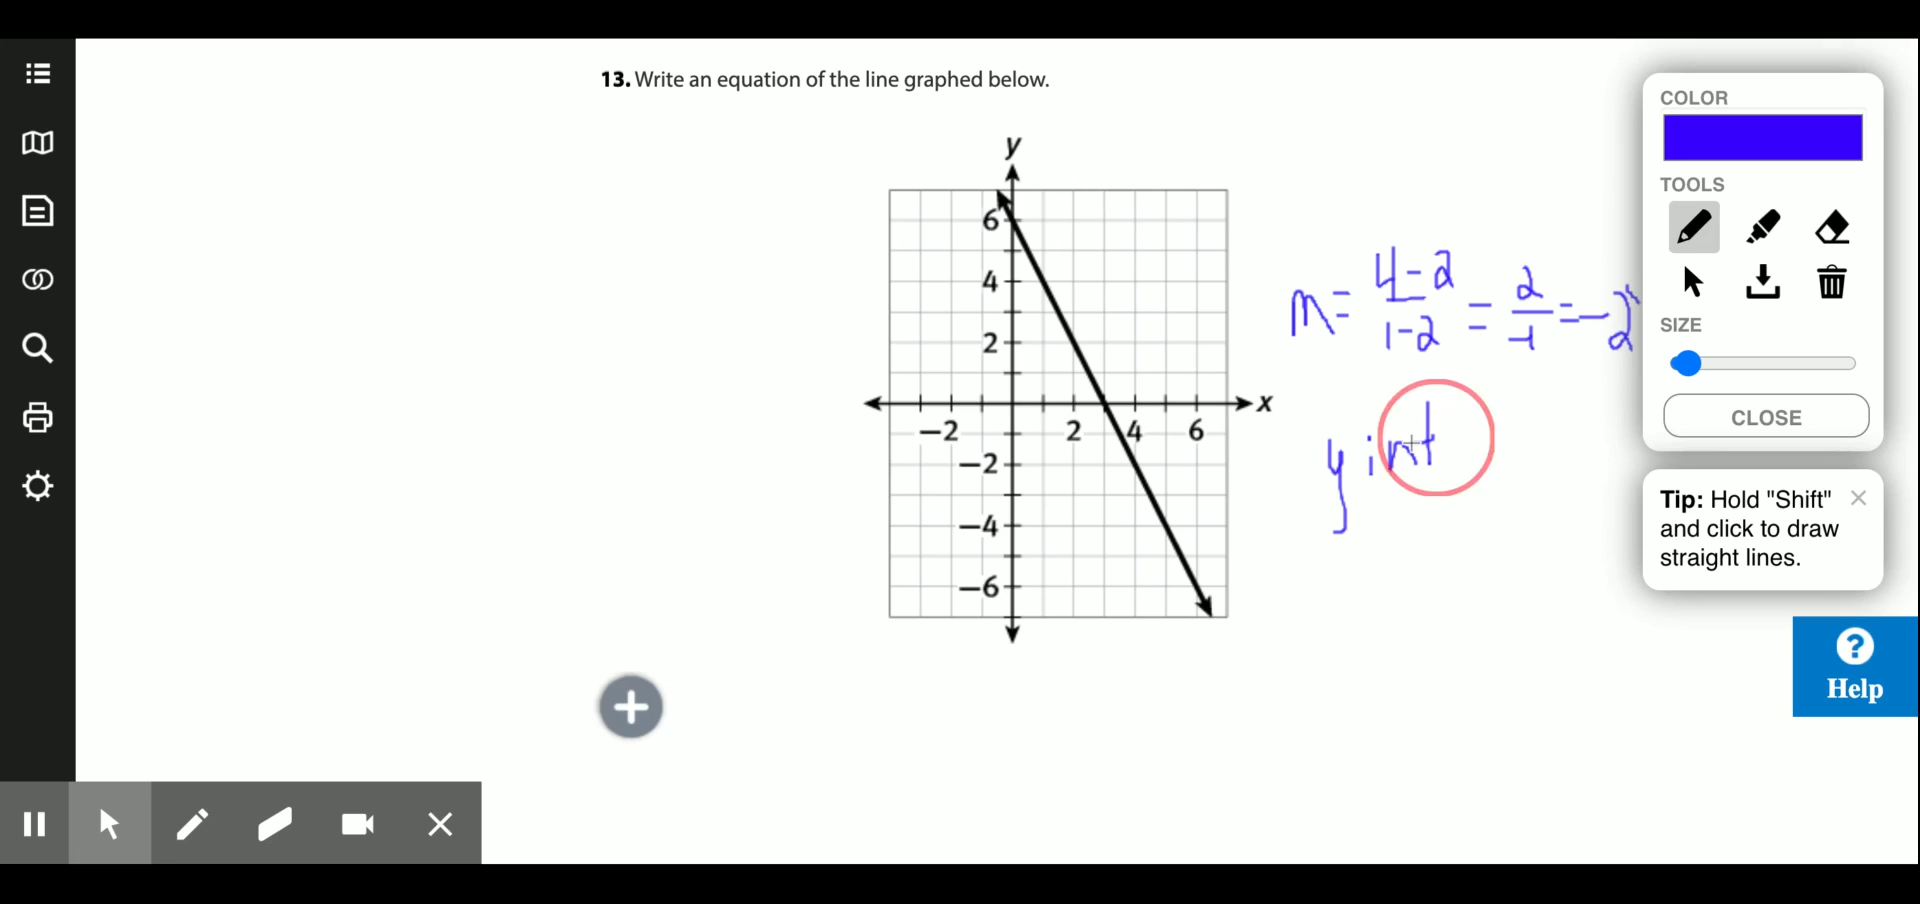 13. Write an equation of the line graphed below.
y
6
4
2
−2
2
4
6
x
−2
−4
−6
m = 4-2 / 1-2 = 2 / -1 = -2
y int
COLOR
TOOLS
SIZE
CLOSE
Tip: Hold "Shift"
and click to draw
straight lines.
?
Help